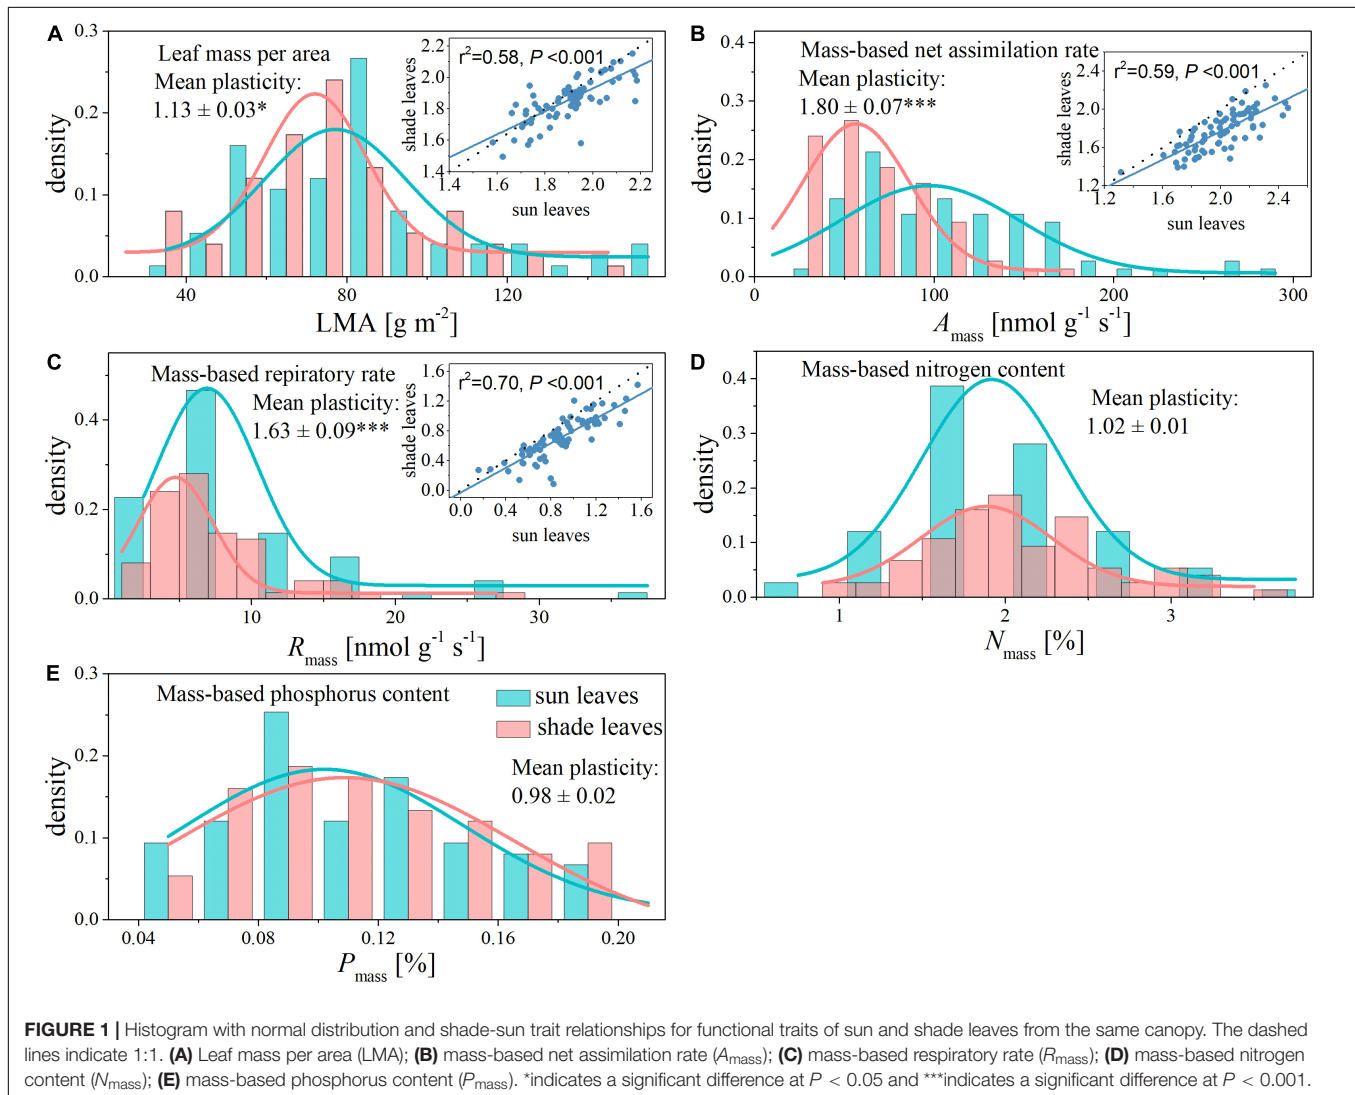 A
Leaf mass per area
Mean plasticity:
1.13 ± 0.03*
r²=0.58, P <0.001
shade leaves
2.2
2.0
1.8
1.6
1.4
1.4 1.6 1.8 2.0 2.2
sun leaves
density
0.3
0.2
0.1
0.0
40 80 120
LMA [g m⁻²]
B
Mass-based net assimilation rate
Mean plasticity:
1.80 ± 0.07***
r²=0.59, P <0.001
shade leaves
2.4
2.0
1.6
1.2
1.2 1.6 2.0 2.4
sun leaves
density
0.4
0.3
0.2
0.1
0.0
0 100 200 300
Amass [nmol g⁻¹ s⁻¹]
C
Mass-based repiratory rate
Mean plasticity:
1.63 ± 0.09***
r²=0.70, P <0.001
shade leaves
1.6
1.2
0.8
0.4
0.0
0.0 0.4 0.8 1.2 1.6
sun leaves
density
0.4
0.2
0.0
10 20 30
Rmass [nmol g⁻¹ s⁻¹]
D
Mass-based nitrogen content
Mean plasticity:
1.02 ± 0.01
density
0.4
0.3
0.2
0.1
0.0
1 2 3
Nmass [%]
E
Mass-based phosphorus content
sun leaves
shade leaves
Mean plasticity:
0.98 ± 0.02
density
0.3
0.2
0.1
0.0
0.04 0.08 0.12 0.16 0.20
Pmass [%]
FIGURE 1 | Histogram with normal distribution and shade-sun trait relationships for functional traits of sun and shade leaves from the same canopy. The dashed
lines indicate 1:1. (A) Leaf mass per area (LMA); (B) mass-based net assimilation rate (Amass); (C) mass-based respiratory rate (Rmass); (D) mass-based nitrogen
content (Nmass); (E) mass-based phosphorus content (Pmass). *indicates a significant difference at P < 0.05 and ***indicates a significant difference at P < 0.001.